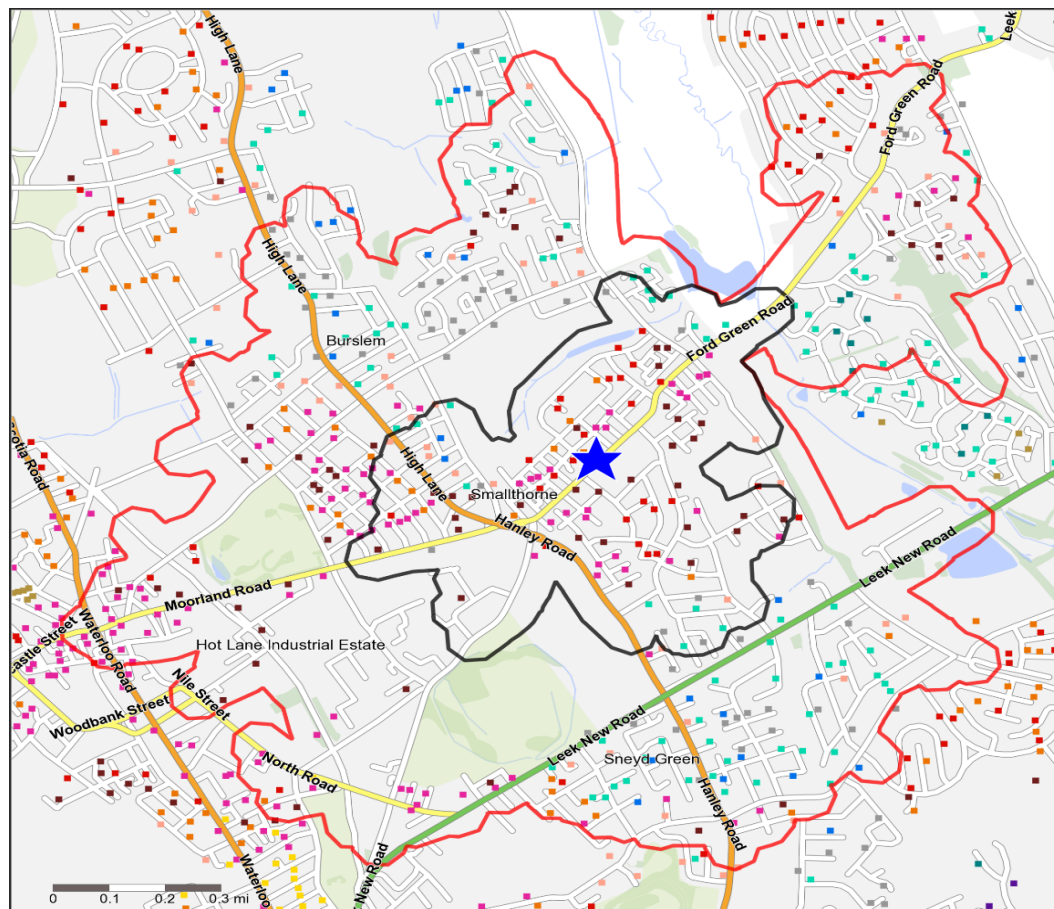 High Lane
Leek
Ford Green Road
High Lane
Ford Green Road
Burslem
Scotia Road
High Lane
Smallthorne
Hanley Road
Leek New Road
Moorland Road
Castle Street
Waterloo Road
Hot Lane Industrial Estate
Nile Street
Woodbank Street
North Road
Leek New Road
Sneyd Green
Hanley Road
Waterloo
New Road
0 0.1 0.2 0.3 mi